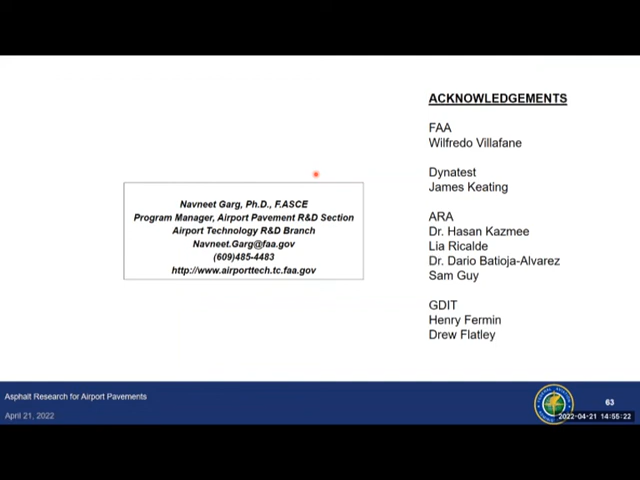 ACKNOWLEDGEMENTS
FAA
Wilfredo Villafane
Dynatest
James Keating
ARA
Dr. Hasan Kazmee
Lia Ricalde
Dr. Dario Batioja-Alvarez
Sam Guy
GDIT
Henry Fermin
Drew Flatley
Navneet Garg, Ph.D., F.ASCE
Program Manager, Airport Pavement R&D Section
Airport Technology R&D Branch
Navneet.Garg@faa.gov
(609)485-4483
http://www.airporttech.tc.faa.gov
Asphalt Research for Airport Pavements
April 21, 2022
63
2022-04-21 14:55:22